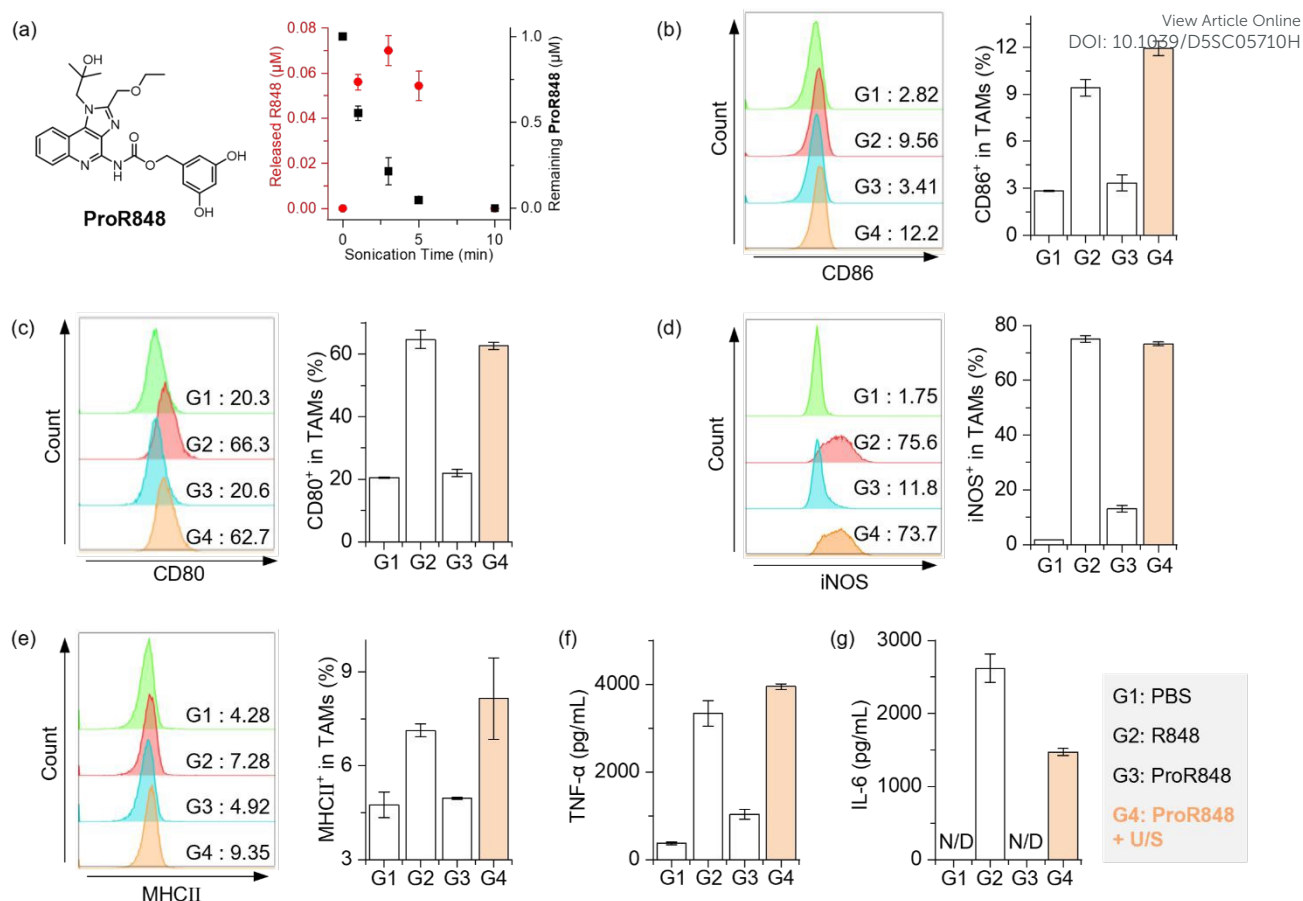 View Article Online
DOI: 10.1039/D5SC05710H
(a)
OH
N
O
N
N
N
H
O
O
OH
OH
ProR848
Released R848 (µM)
0.08
0.06
0.04
0.02
0.00
Remaining ProR848 (µM)
1.0
0.5
0.0
0
5
10
Sonication Time (min)
(b)
Count
G1 : 2.82
G2 : 9.56
G3 : 3.41
G4 : 12.2
CD86
CD86+ in TAMs (%)
12
9
6
3
0
G1 G2 G3 G4
(c)
Count
G1 : 20.3
G2 : 66.3
G3 : 20.6
G4 : 62.7
CD80
CD80+ in TAMs (%)
60
40
20
0
G1 G2 G3 G4
(d)
Count
G1 : 1.75
G2 : 75.6
G3 : 11.8
G4 : 73.7
iNOS
iNOS+ in TAMs (%)
80
60
40
20
0
G1 G2 G3 G4
(e)
Count
G1 : 4.28
G2 : 7.28
G3 : 4.92
G4 : 9.35
MHCII
MHCII+ in TAMs (%)
9
6
3
G1 G2 G3 G4
(f)
TNF-α (pg/mL)
4000
2000
0
G1 G2 G3 G4
(g)
IL-6 (pg/mL)
3000
2000
1000
0
N/D
N/D
G1 G2 G3 G4
G1: PBS
G2: R848
G3: ProR848
G4: ProR848
+ U/S